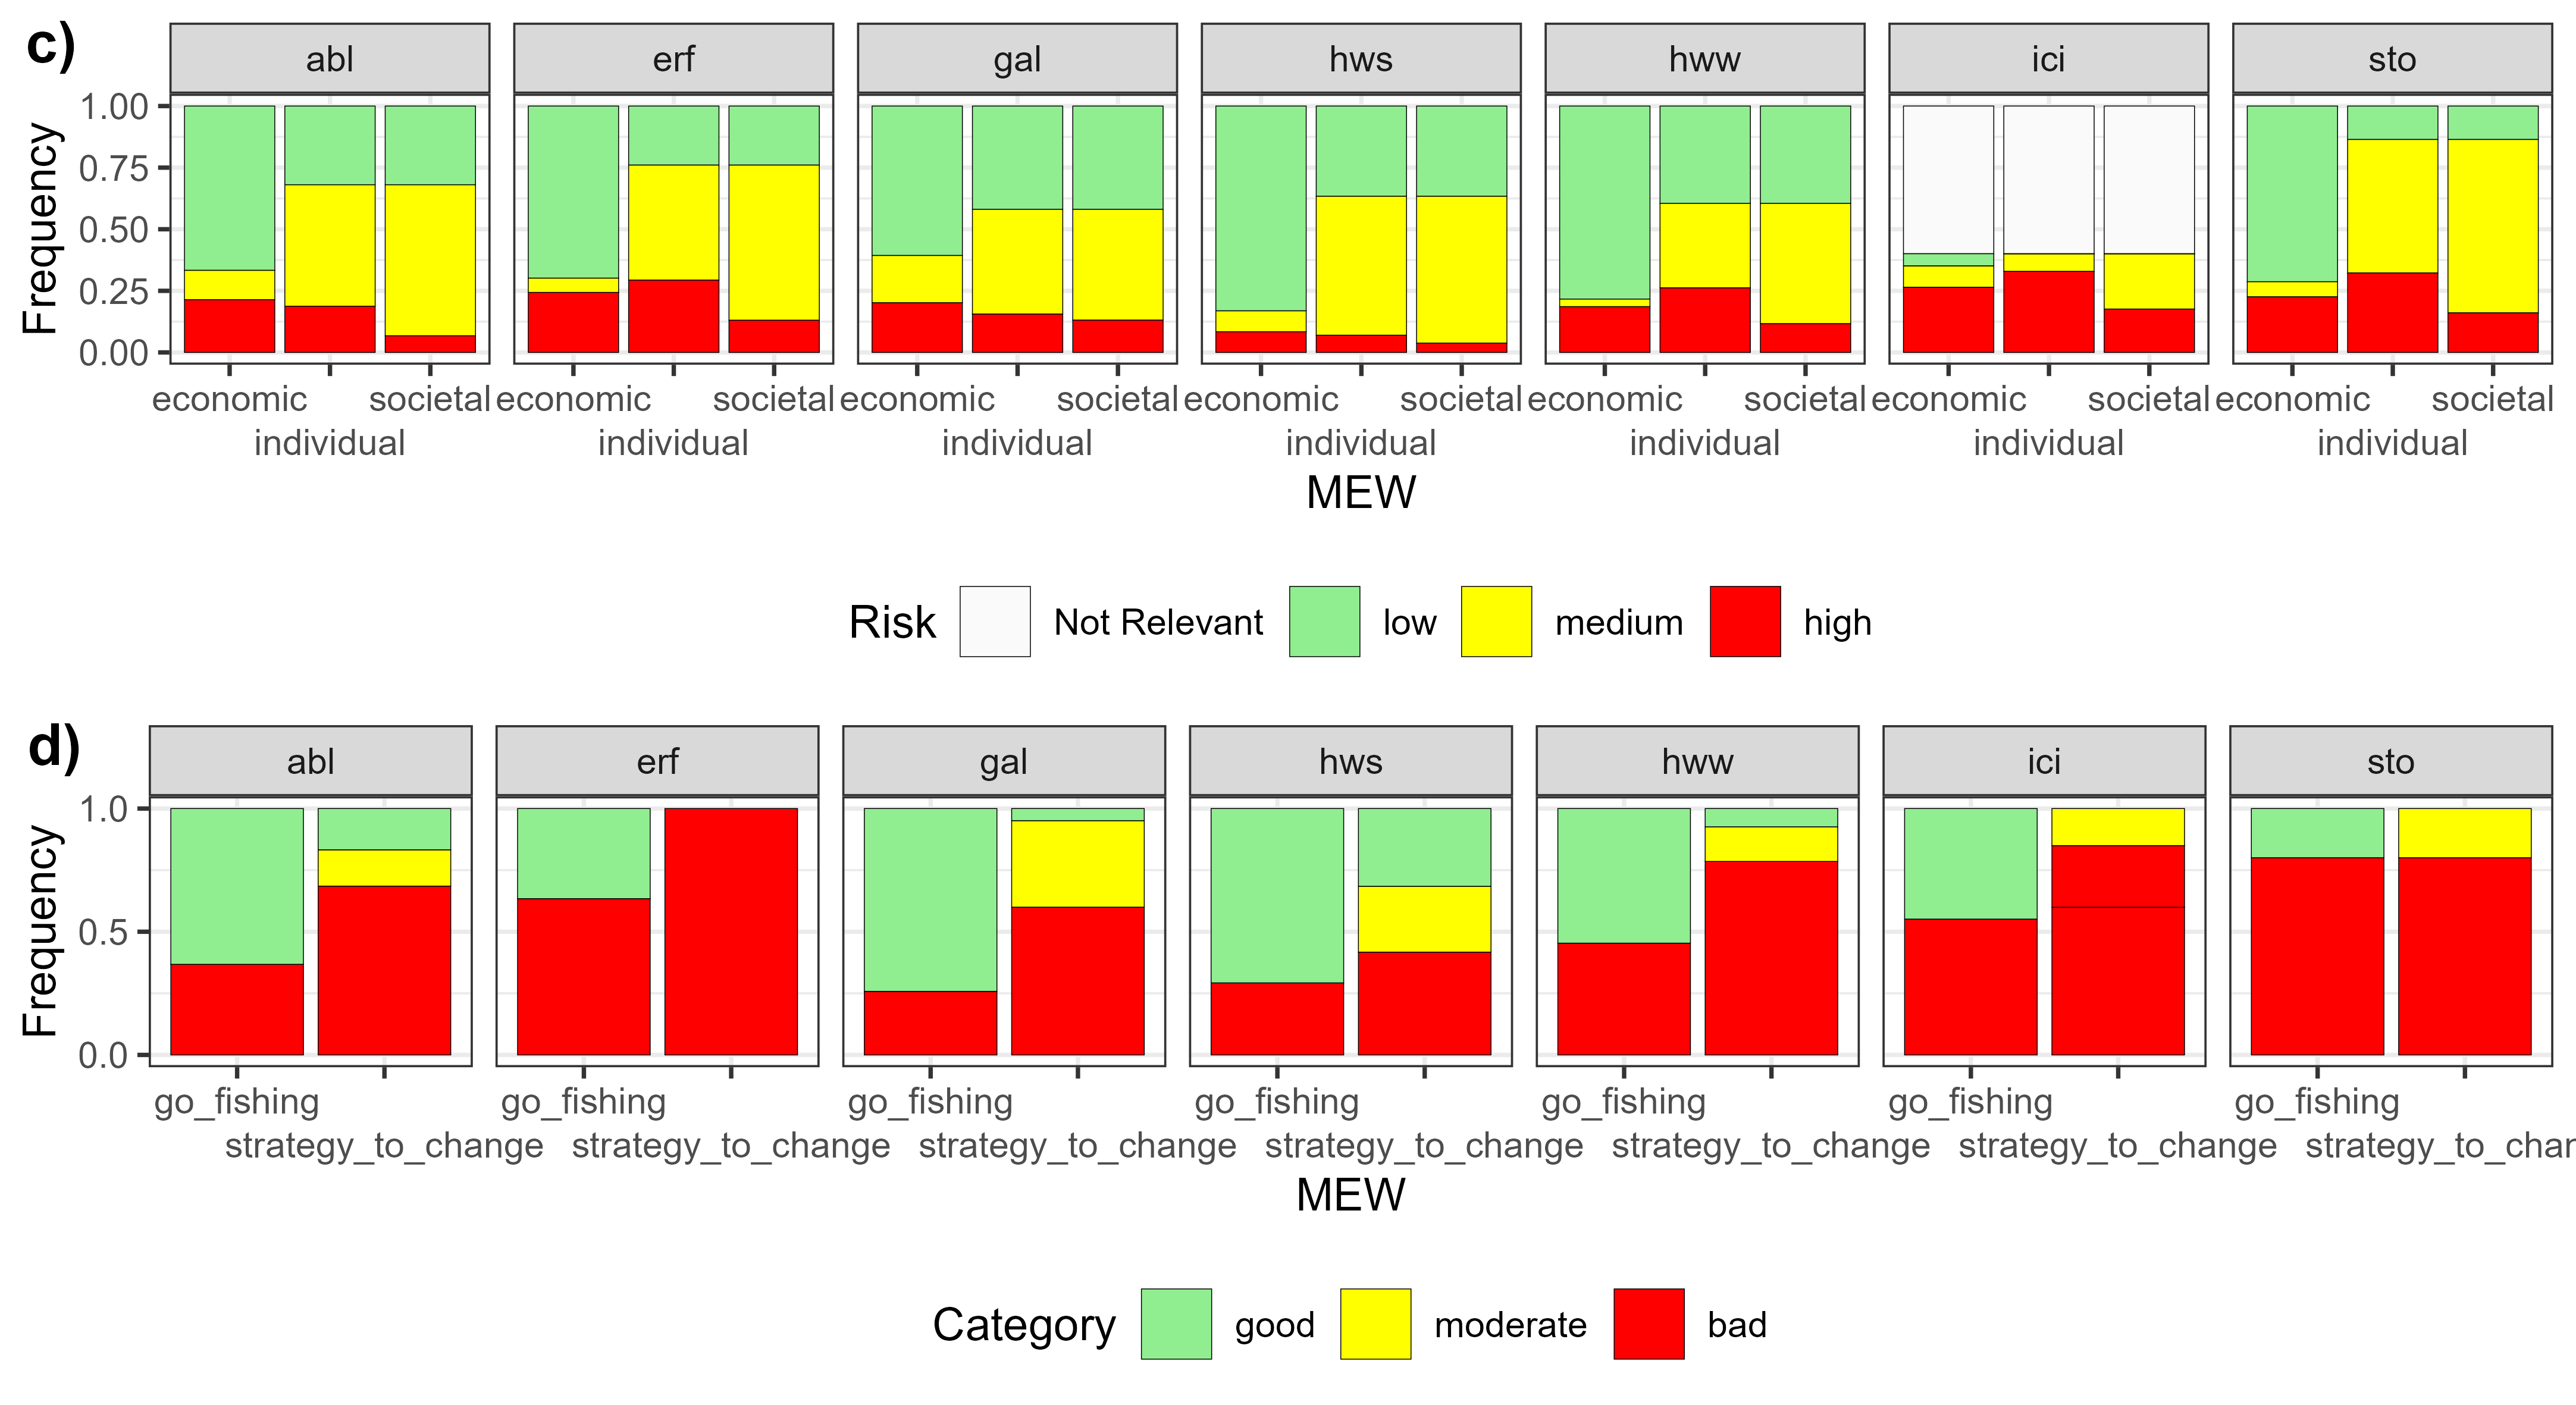 c)
abl erf gal hws hww ici sto
1.00
0.75
0.50
0.25
0.00
Frequency
economic societal economic societal economic societal economic societal economic societal economic societal economic societal
individual individual individual individual individual individual individual
MEW
Risk Not Relevant low medium high
d)
abl erf gal hws hww ici sto
1.0
0.5
0.0
Frequency
go_fishing go_fishing go_fishing go_fishing go_fishing go_fishing go_fishing
strategy_to_change strategy_to_change strategy_to_change strategy_to_change strategy_to_change strategy_to_change strategy_to_char
MEW
Category good moderate bad